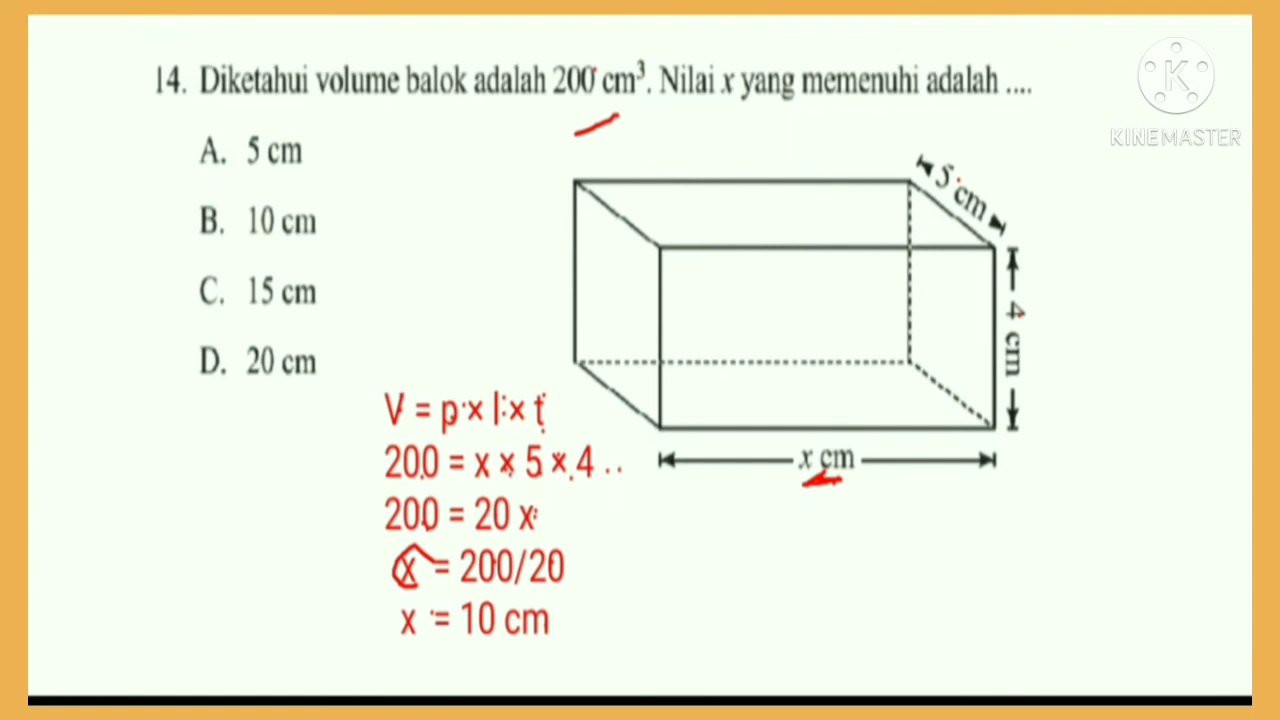 14. Diketahui volume balok adalah 200 cm³. Nilai x yang memenuhi adalah ....
KINEMASTER
A. 5 cm
B. 10 cm
C. 15 cm
D. 20 cm
5 cm
4 cm
x cm
V = p x l x t
200 = x x 5 x 4
200 = 20 x
x = 200/20
x = 10 cm